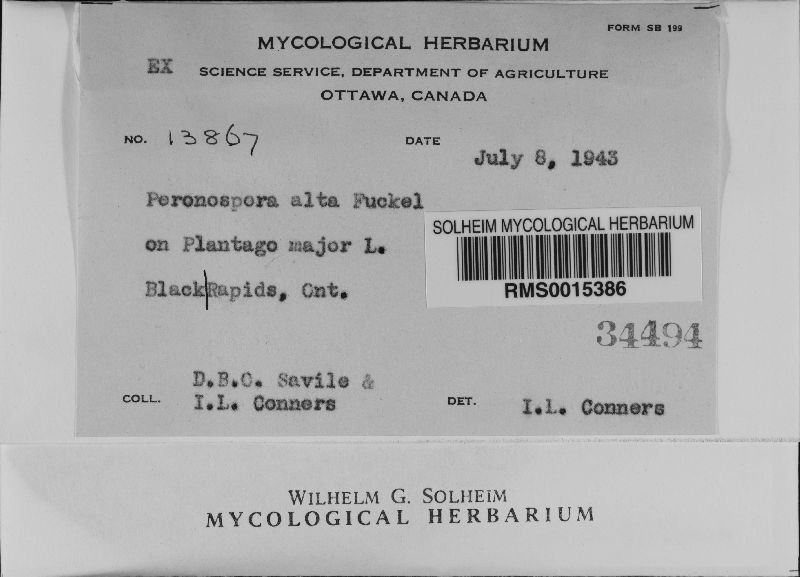 FORM SB 199
MYCOLOGICAL HERBARIUM
EX SCIENCE SERVICE, DEPARTMENT OF AGRICULTURE
OTTAWA, CANADA
NO. 13867 DATE July 8, 1943
Peronospora alta Fuckel
on Plantago major L.
Black|Rapids, Ont.
SOLHEIM MYCOLOGICAL HERBARIUM
RMS0015386
34494
COLL. D.B.O. Savile &
I.L. Conners
DET. I.L. Conners
WILHELM G. SOLHEIM
MYCOLOGICAL HERBARIUM